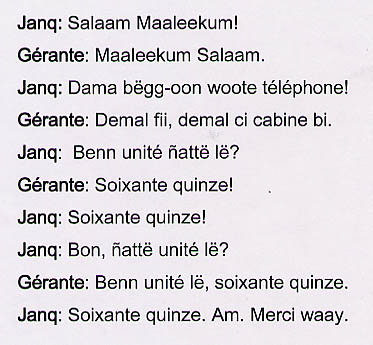 Janq: Salaam Maaleekum!
Gérante: Maaleekum Salaam.
Janq: Dama bëgg-oon woote téléphone!
Gérante: Demal fii, demal ci cabine bi.
Janq:  Benn unité ñattë lë?
Gérante: Soixante quinze!
Janq: Soixante quinze!
Janq: Bon, ñattë unité lë?
Gérante: Benn unité lë, soixante quinze.
Janq: Soixante quinze. Am. Merci waay.